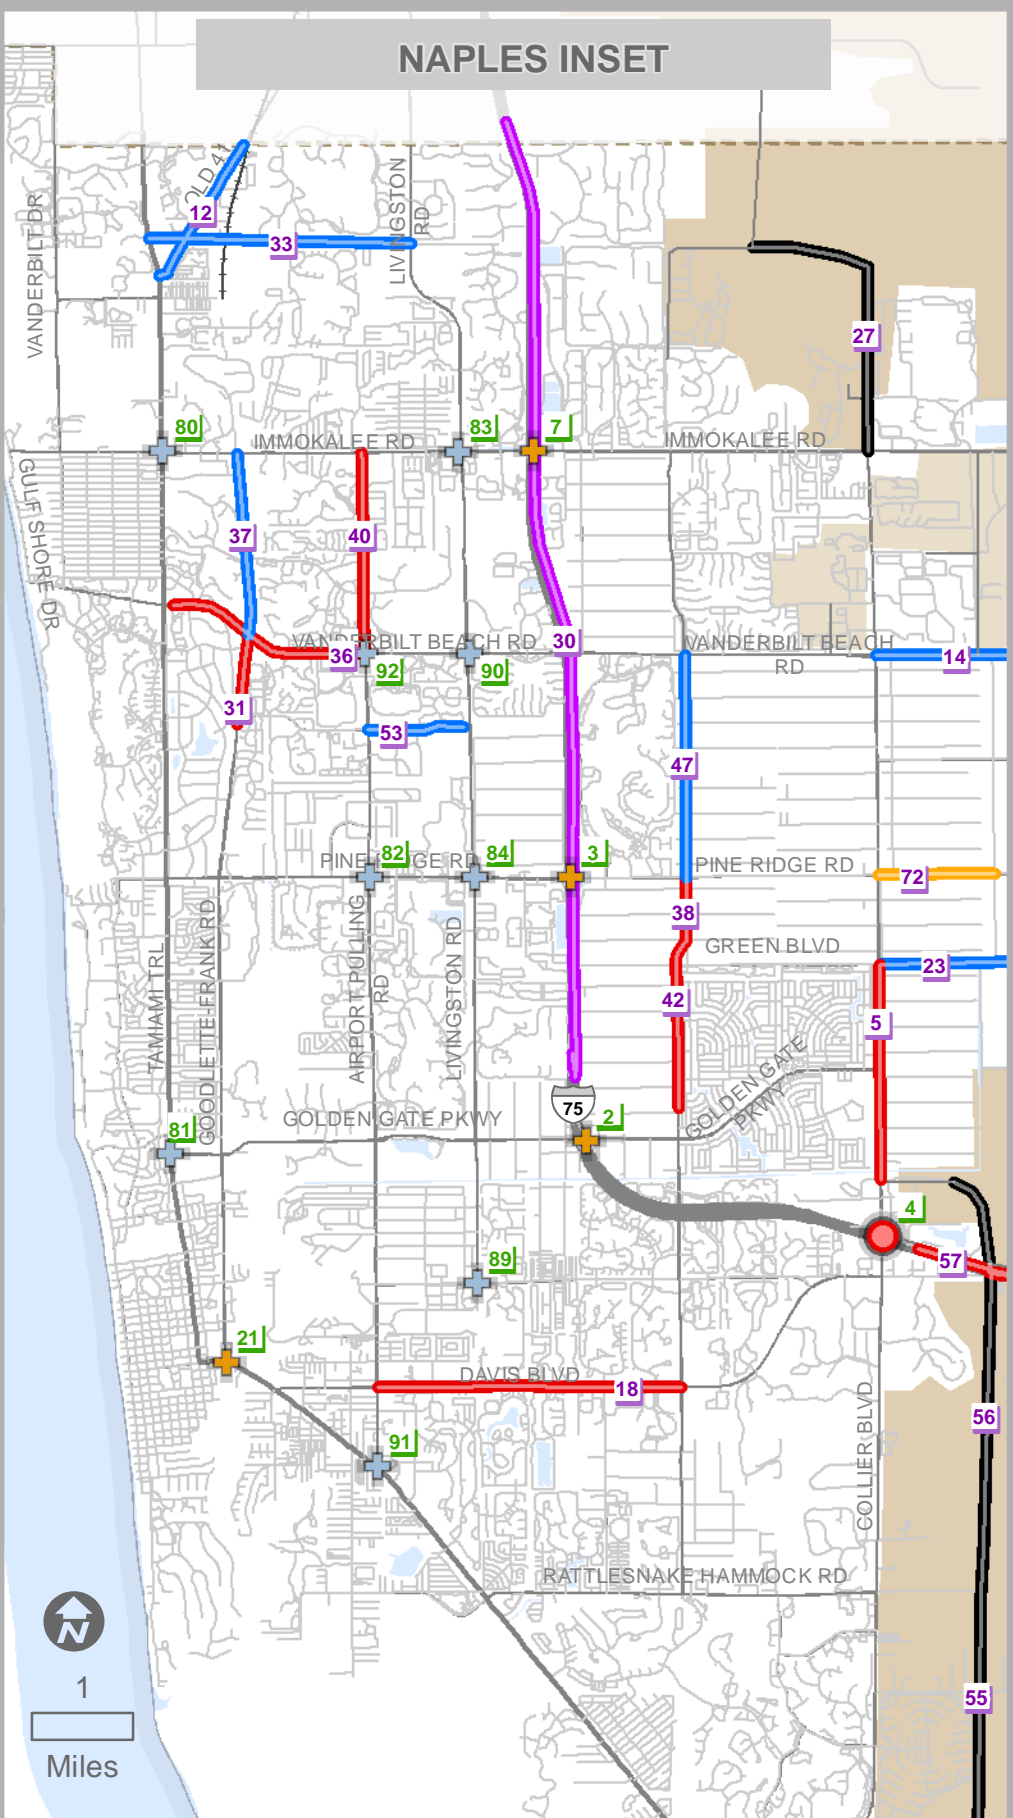 NAPLES INSET
OLD 41
LIVINGSTON
RD
VANDERBILT DR
12
33
27
80
83
7
IMMOKALEE RD
IMMOKALEE RD
GULF SHORE DR
37
40
VANDERBILT BEACH RD
30
VANDERBILT BEACH
RD
36
92
90
14
31
53
47
82
84
3
PINE RIDGE RD
PINE RIDGE RD
72
38
GREEN BLVD
23
TAMIAMI TRL
GOODLETTE-FRANK RD
AIRPORT PULLING
RD
LIVINGSTON RD
42
5
GOLDEN GATE
PKWY
75
81
GOLDEN GATE PKWY
2
4
57
89
21
DAVIS BLVD
18
56
91
COLLIER BLVD
RATTLESNAKE HAMMOCK RD
N
1
55
Miles